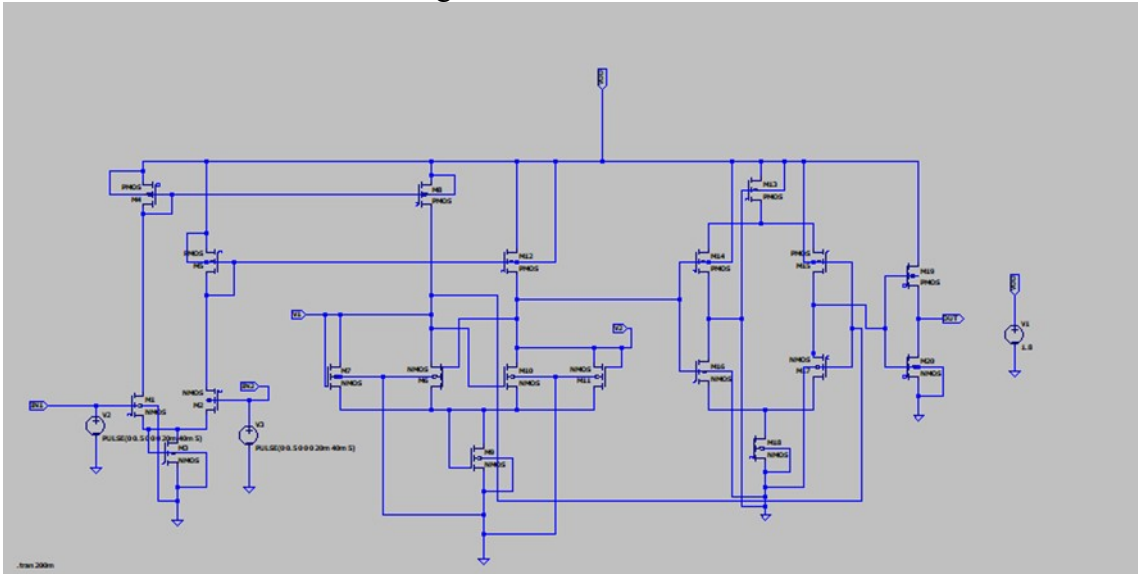 VDD
PMOS
M4
M8
PMOS
M13
PMOS
PMOS
M5
M12
PMOS
M14
PMOS
PMOS
M15
M19
PMOS
VDD
V1
V2
OUT
V1
1.8
M7
NMOS
NMOS
M6
M10
NMOS
NMOS
M11
M16
NMOS
NMOS
M17
M20
NMOS
IN1
M1
NMOS
NMOS
M2
IN2
V2
V3
PULSE(0 0.5 0 0 0 20m 40m 5)
PULSE(0 0.5 0 0 0 20m 40m 5)
M3
NMOS
M9
NMOS
M18
NMOS
.tran 200m